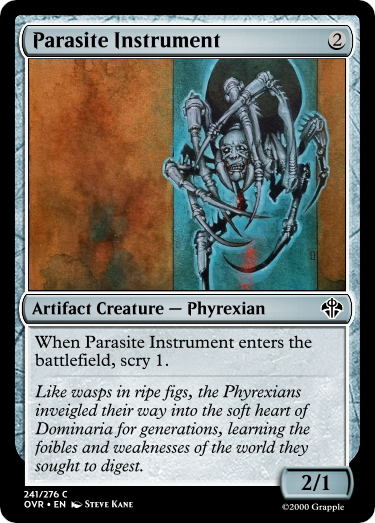 Parasite Instrument 2
Artifact Creature — Phyrexian
When Parasite Instrument enters the
battlefield, scry 1.
Like wasps in ripe figs, the Phyrexians
inveigled their way into the soft heart of
Dominaria for generations, learning the
foibles and weaknesses of the world they
sought to digest.
2/1
241/276 C
OVR • EN Steve Kane
©2000 Grapple